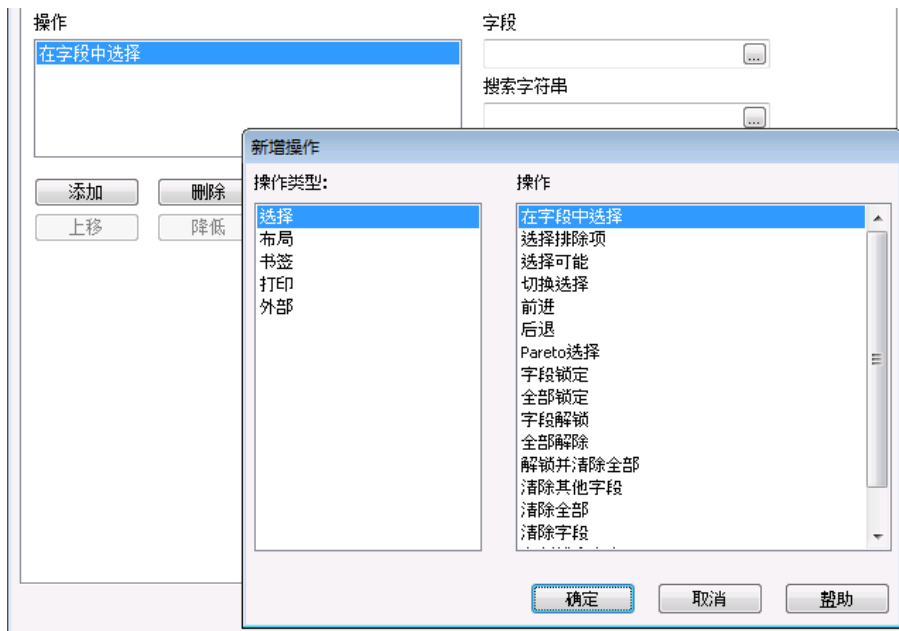 操作
字段
在字段中选择
...
搜索字符串
...
添加
删除
上移
降低
新增操作
操作类型:
操作
选择
布局
书签
打印
外部
在字段中选择
选择排除项
选择可能
切换选择
前进
后退
Pareto选择
字段锁定
全部锁定
字段解锁
全部解除
解锁并清除全部
清除其他字段
清除全部
清除字段
确定
取消
帮助